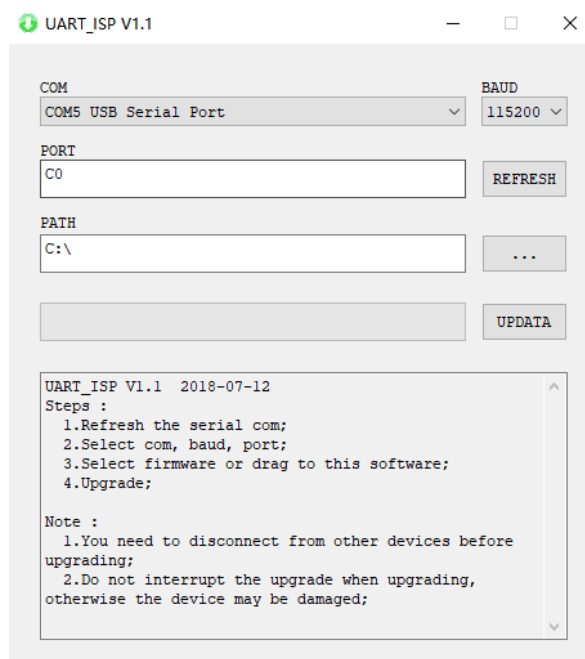 UART_ISP V1.1
COM
BAUD
COM5 USB Serial Port
115200
PORT
C0
REFRESH
PATH
C:\
...
UPDATA
UART_ISP V1.1  2018-07-12
Steps :
1.Refresh the serial com;
2.Select com, baud, port;
3.Select firmware or drag to this software;
4.Upgrade;
Note :
1.You need to disconnect from other devices before
upgrading;
2.Do not interrupt the upgrade when upgrading,
otherwise the device may be damaged;